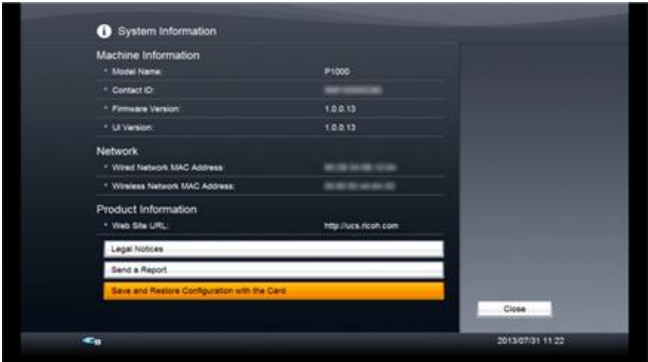 System Information
Machine Information
* Model Name: P1000
* Contact ID:
* Firmware Version: 1.0.0.13
* UI Version: 1.0.0.13
Network
* Wired Network MAC Address:
* Wireless Network MAC Address:
Product Information
* Web Site URL: http://ucs.ricoh.com
Legal Notices
Send a Report
Save and Restore Configuration with the Card
Close
2013/07/31 11:22